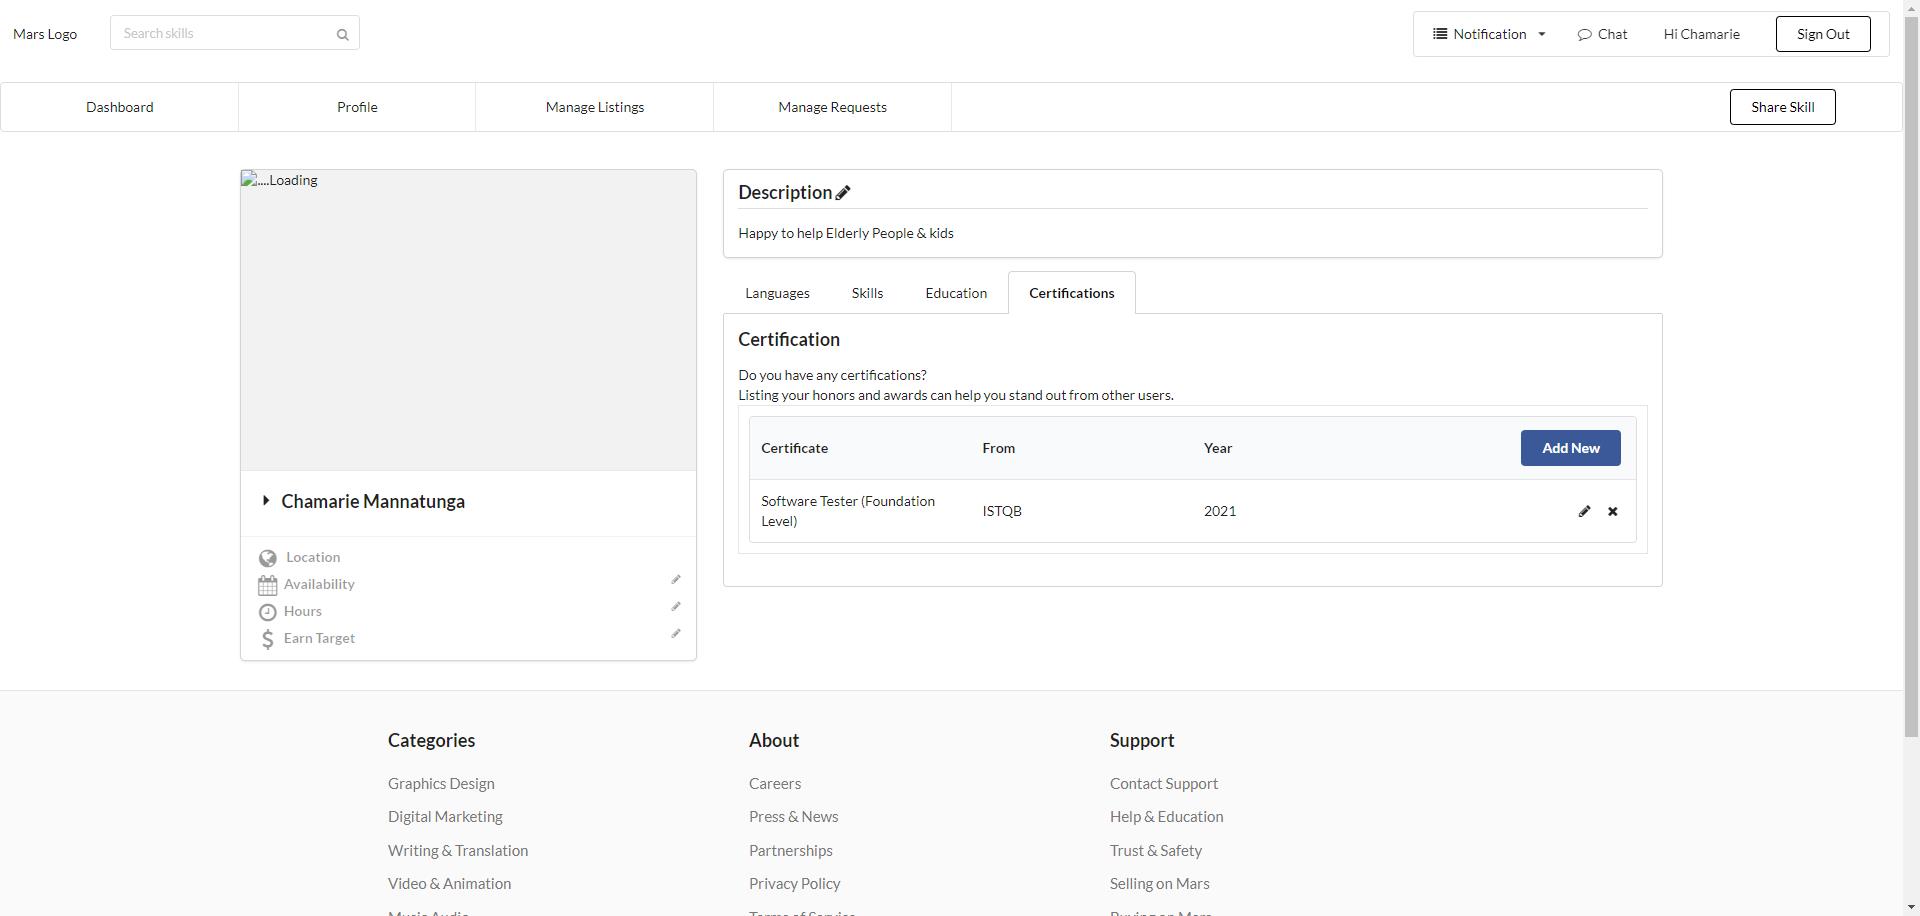 Mars Logo
Search skills
Notification
Chat
Hi Chamarie
Sign Out
Dashboard
Profile
Manage Listings
Manage Requests
Share Skill
....Loading
Chamarie Mannatunga
Location
Availability
Hours
Earn Target
Description
Happy to help Elderly People & kids
Languages
Skills
Education
Certifications
Certification
Do you have any certifications?
Listing your honors and awards can help you stand out from other users.
Certificate From Year Add New
Software Tester (Foundation
Level)
ISTQB
2021
Categories
Graphics Design
Digital Marketing
Writing & Translation
Video & Animation
About
Careers
Press & News
Partnerships
Privacy Policy
Support
Contact Support
Help & Education
Trust & Safety
Selling on Mars